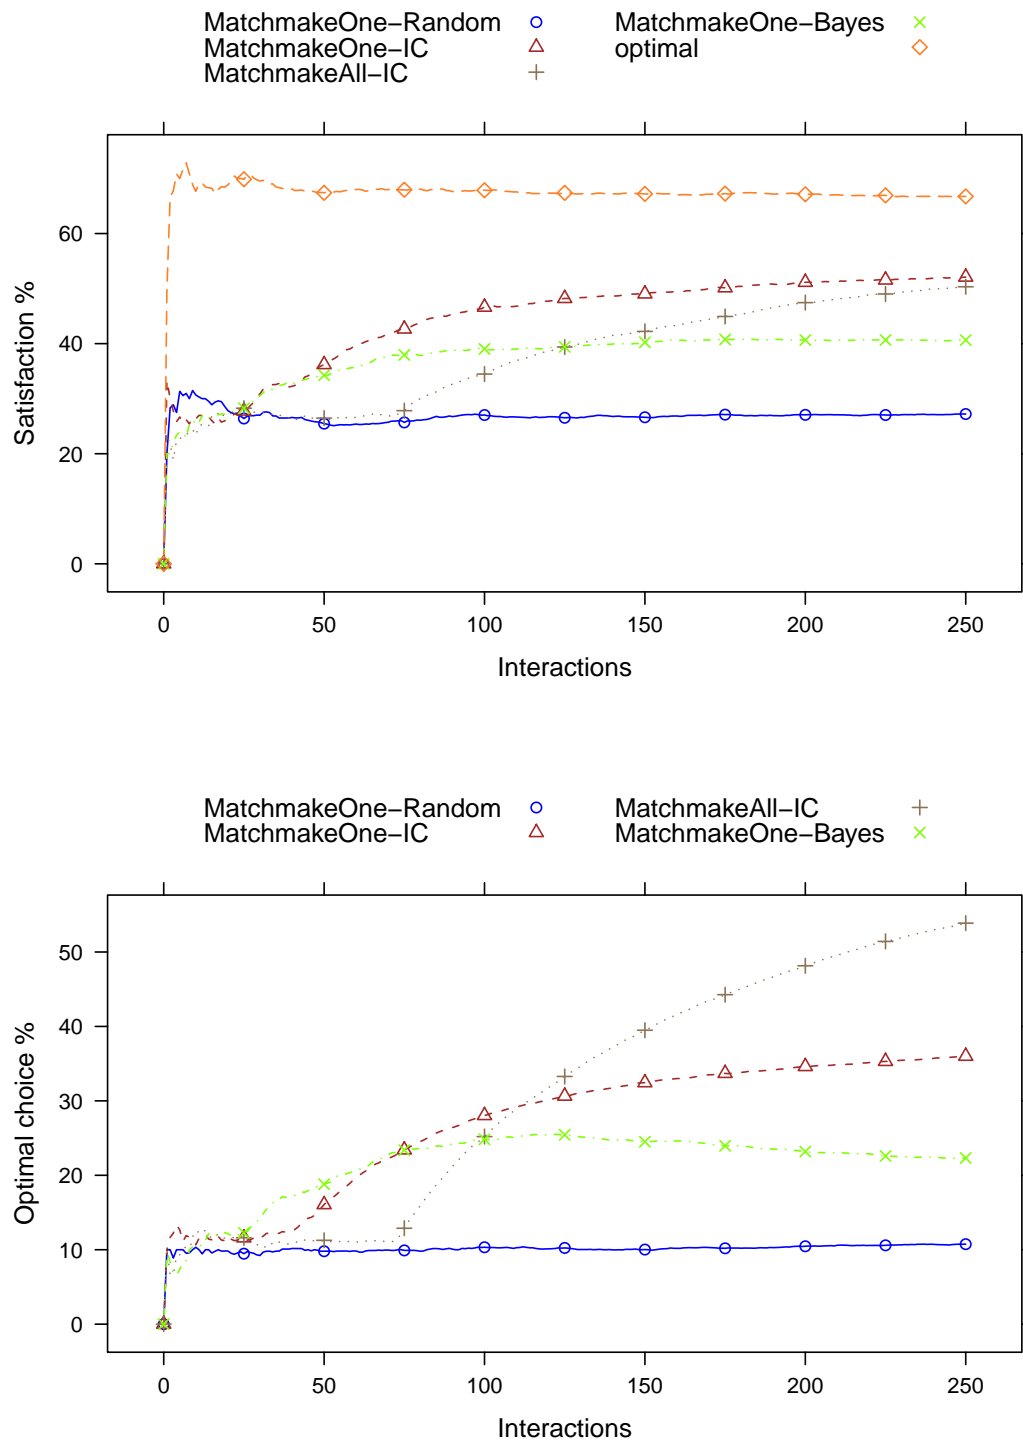 MatchmakeOne−Random
MatchmakeOne−IC
MatchmakeAll−IC
MatchmakeOne−Bayes
optimal
Satisfaction %
60
40
20
0
0 50 100 150 200 250
Interactions
MatchmakeOne−Random
MatchmakeOne−IC
MatchmakeAll−IC
MatchmakeOne−Bayes
Optimal choice %
50
40
30
20
10
0
0 50 100 150 200 250
Interactions